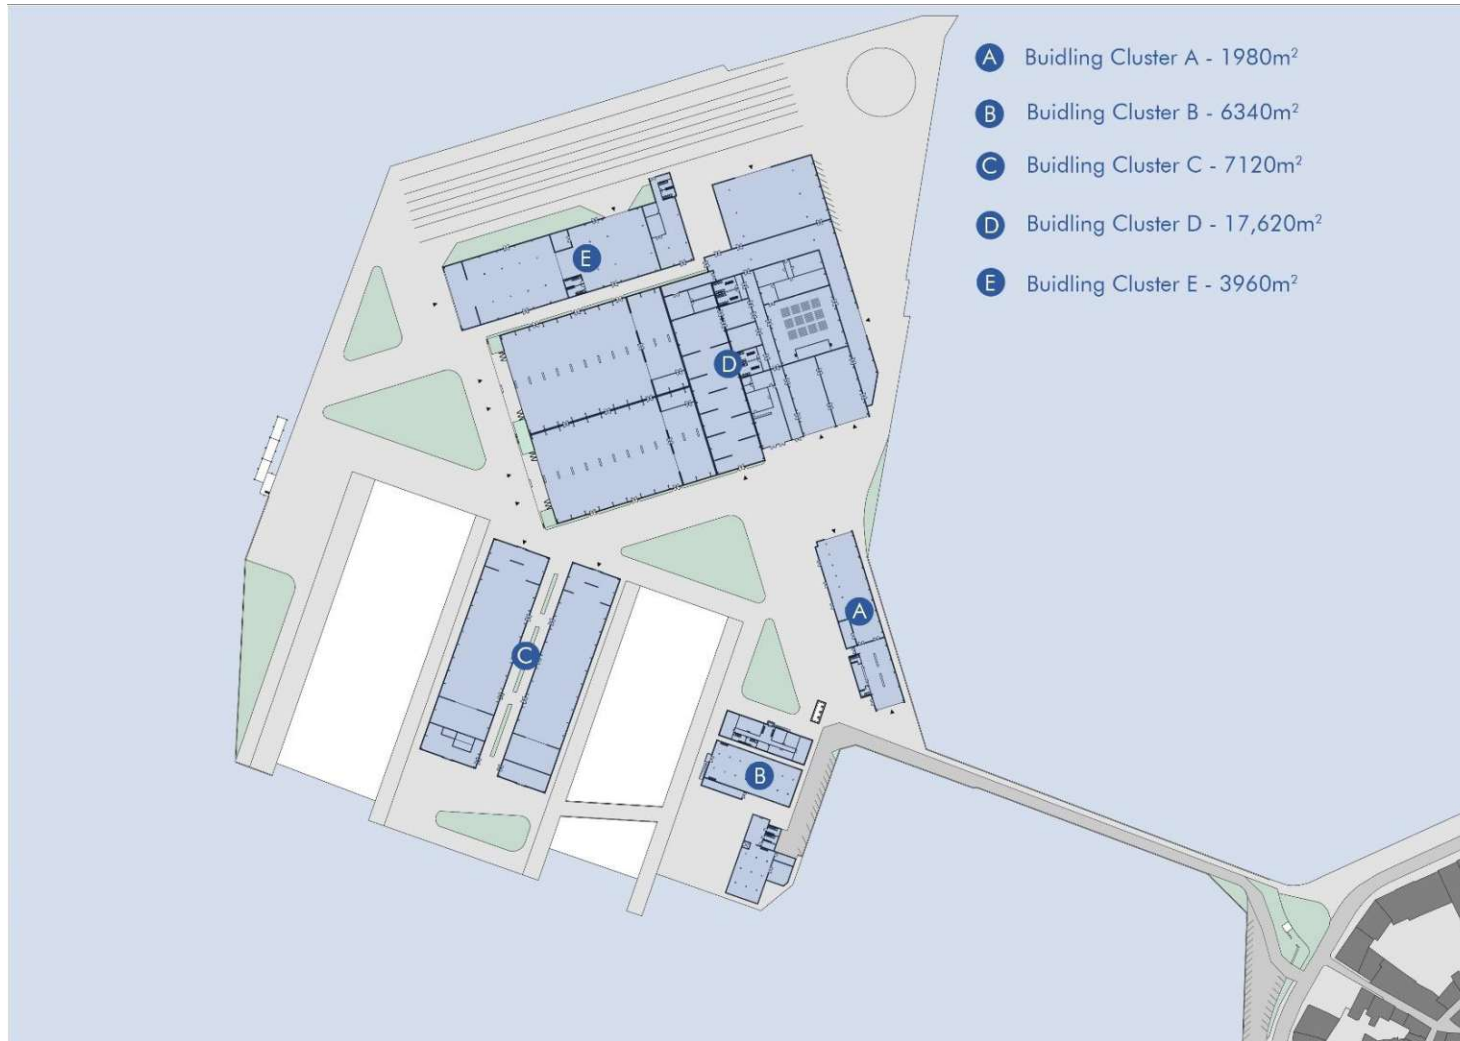 A Buidling Cluster A - 1980m²
B Buidling Cluster B - 6340m²
C Buidling Cluster C - 7120m²
D Buidling Cluster D - 17,620m²
E Buidling Cluster E - 3960m²
E
D
A
C
B